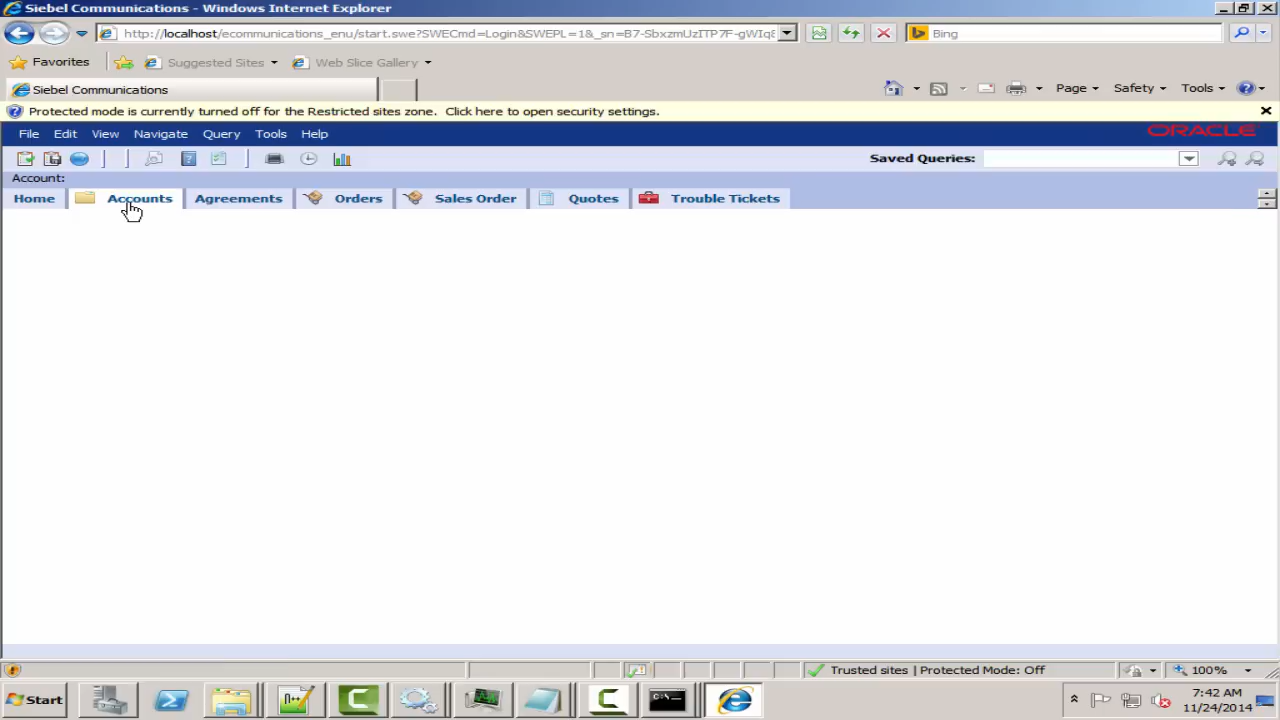 Siebel Communications - Windows Internet Explorer
http://localhost/ecommunications_enu/start.swe?SWECmd=Login&SWEPL=1&_sn=B7-SbxzmUzITP7F-gWIq
Bing
Favorites Suggested Sites Web Slice Gallery
Siebel Communications
Page Safety Tools
Protected mode is currently turned off for the Restricted sites zone. Click here to open security settings.
File Edit View Navigate Query Tools Help
ORACLE
Saved Queries:
Account:
Home Accounts Agreements Orders Sales Order Quotes Trouble Tickets
Trusted sites | Protected Mode: Off
100%
Start
7:42 AM
11/24/2014